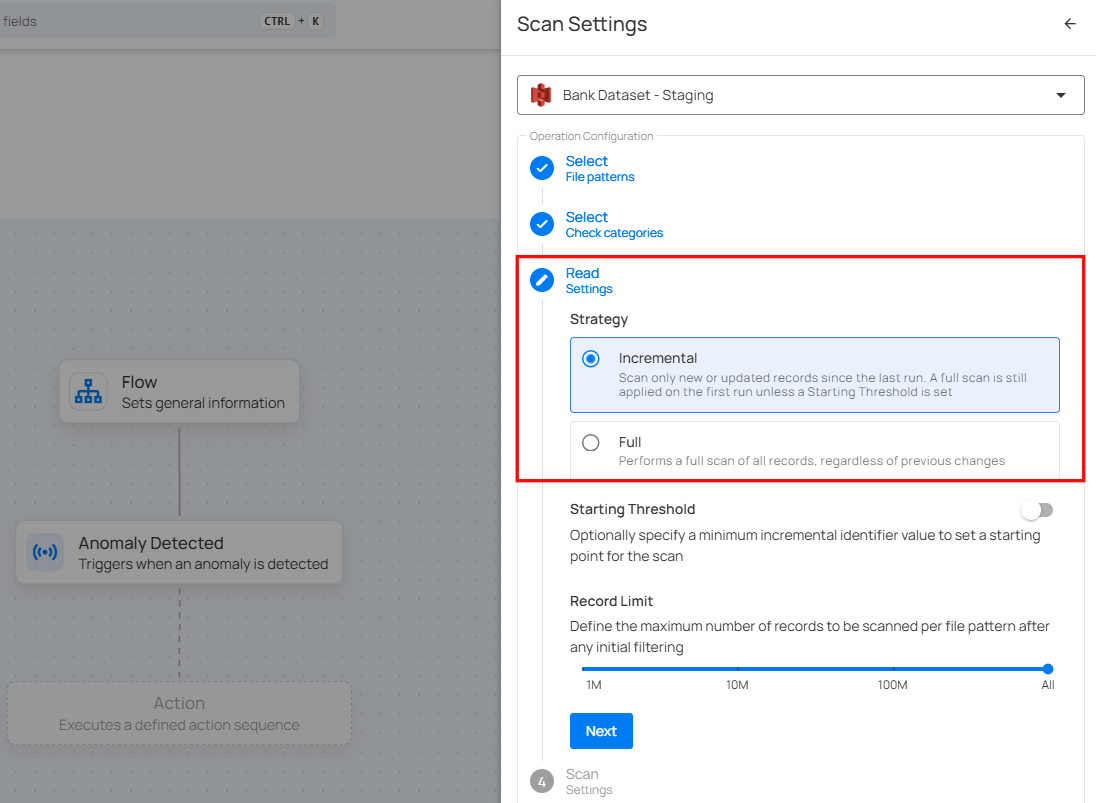 fields
CTRL + K
Scan Settings
Bank Dataset - Staging
Operation Configuration
Select
File patterns
Select
Check categories
Read
Settings
Strategy
Incremental
Scan only new or updated records since the last run. A full scan is still
applied on the first run unless a Starting Threshold is set
Full
Performs a full scan of all records, regardless of previous changes
Starting Threshold
Optionally specify a minimum incremental identifier value to set a starting
point for the scan
Record Limit
Define the maximum number of records to be scanned per file pattern after
any initial filtering
1M 10M 100M All
Next
4 Scan
Settings
Flow
Sets general information
Anomaly Detected
Triggers when an anomaly is detected
Action
Executes a defined action sequence